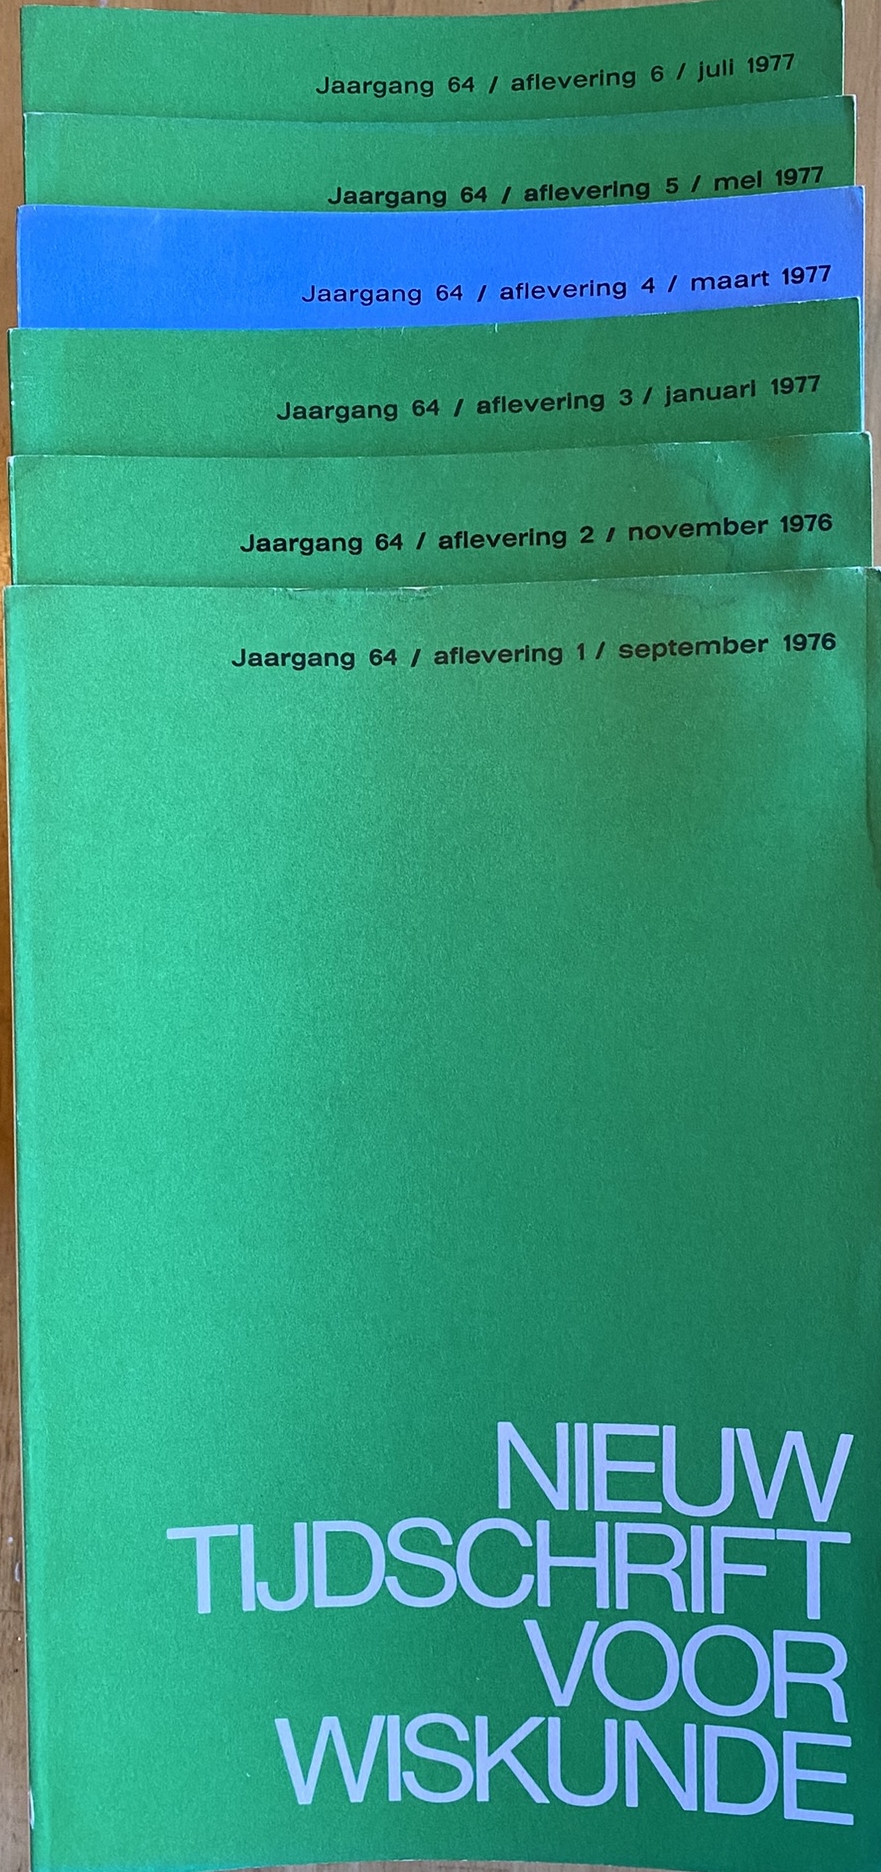 Jaargang 64 / aflevering 6 / juli 1977
Jaargang 64 / aflevering 5 / mei 1977
Jaargang 64 / aflevering 4 / maart 1977
Jaargang 64 / aflevering 3 / januari 1977
Jaargang 64 / aflevering 2 / november 1976
Jaargang 64 / aflevering 1 / september 1976
NIEUW
TIJDSCHRIFT
VOOR
WISKUNDE